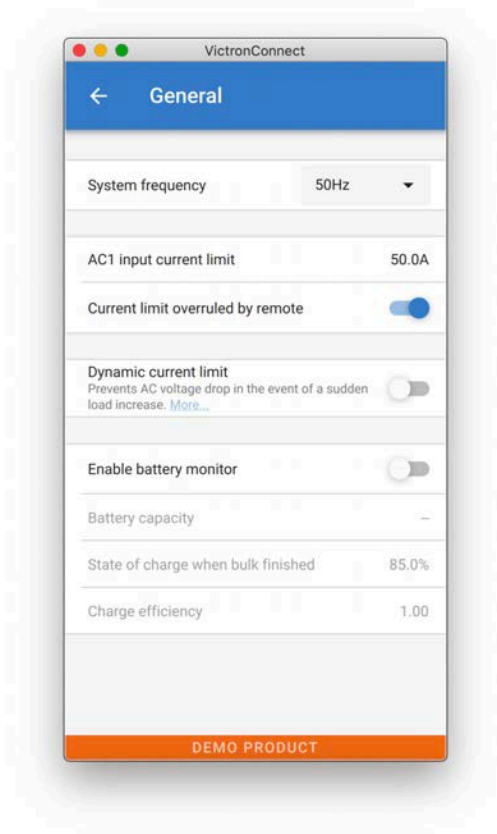 VictronConnect
General
System frequency 50Hz
AC1 input current limit 50.0A
Current limit overruled by remote
Dynamic current limit
Prevents AC voltage drop in the event of a sudden
load increase. More...
Enable battery monitor
Battery capacity –
State of charge when bulk finished 85.0%
Charge efficiency 1.00
DEMO PRODUCT